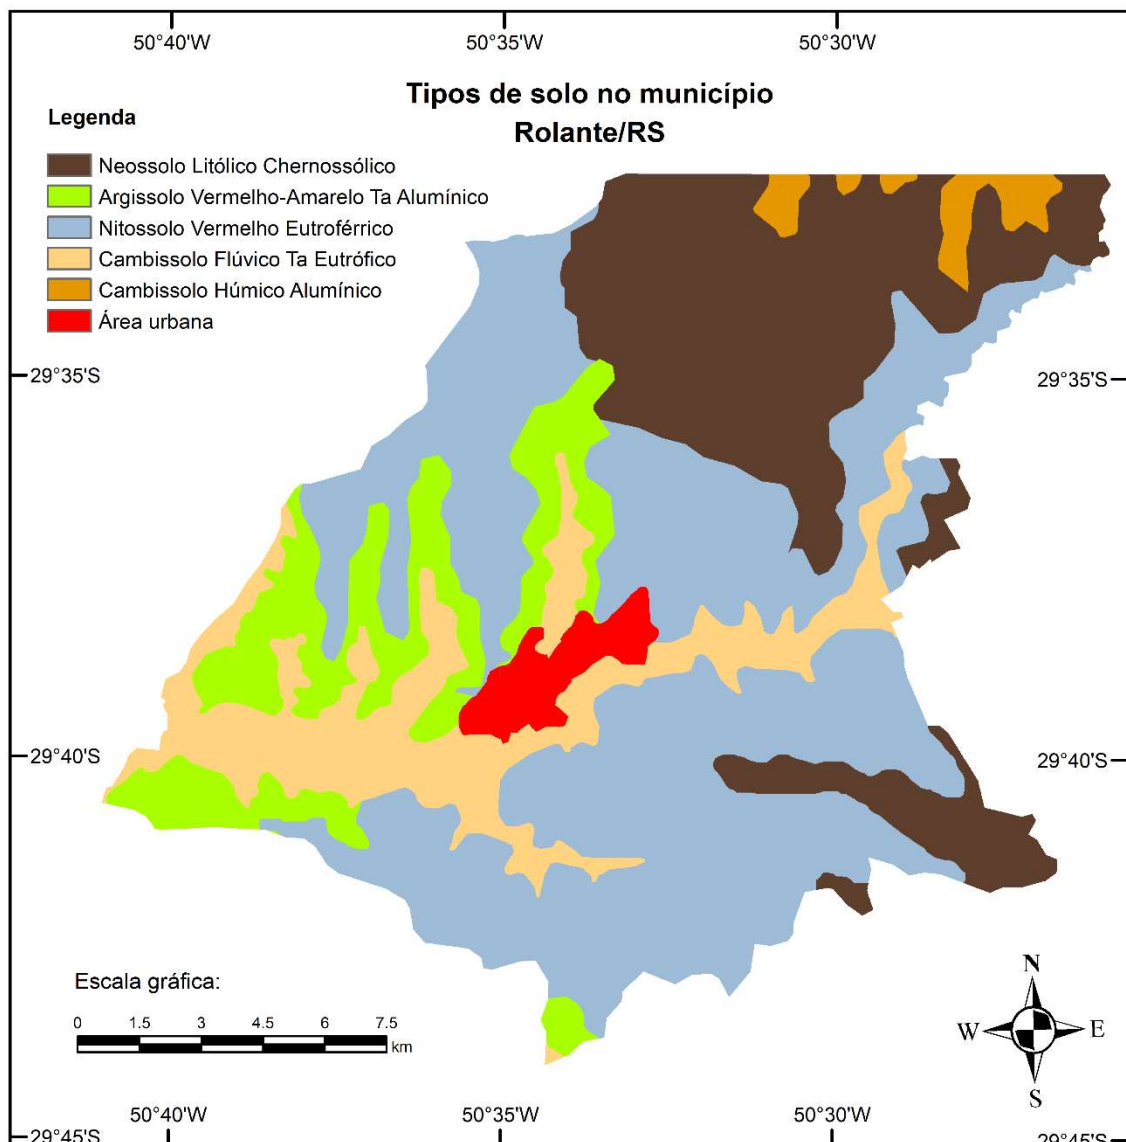 50°40'W 50°35'W 50°30'W
Tipos de solo no município
Rolante/RS
Legenda
Neossolo Litólico Chernossólico
Argissolo Vermelho-Amarelo Ta Alumínico
Nitossolo Vermelho Eutroférrico
Cambissolo Flúvico Ta Eutrófico
Cambissolo Húmico Alumínico
Área urbana
29°35'S 29°35'S
29°40'S 29°40'S
Escala gráfica:
0 1.5 3 4.5 6 7.5
km
N
W E
S
50°40'W 50°35'W 50°30'W
29°45'S 29°45'S